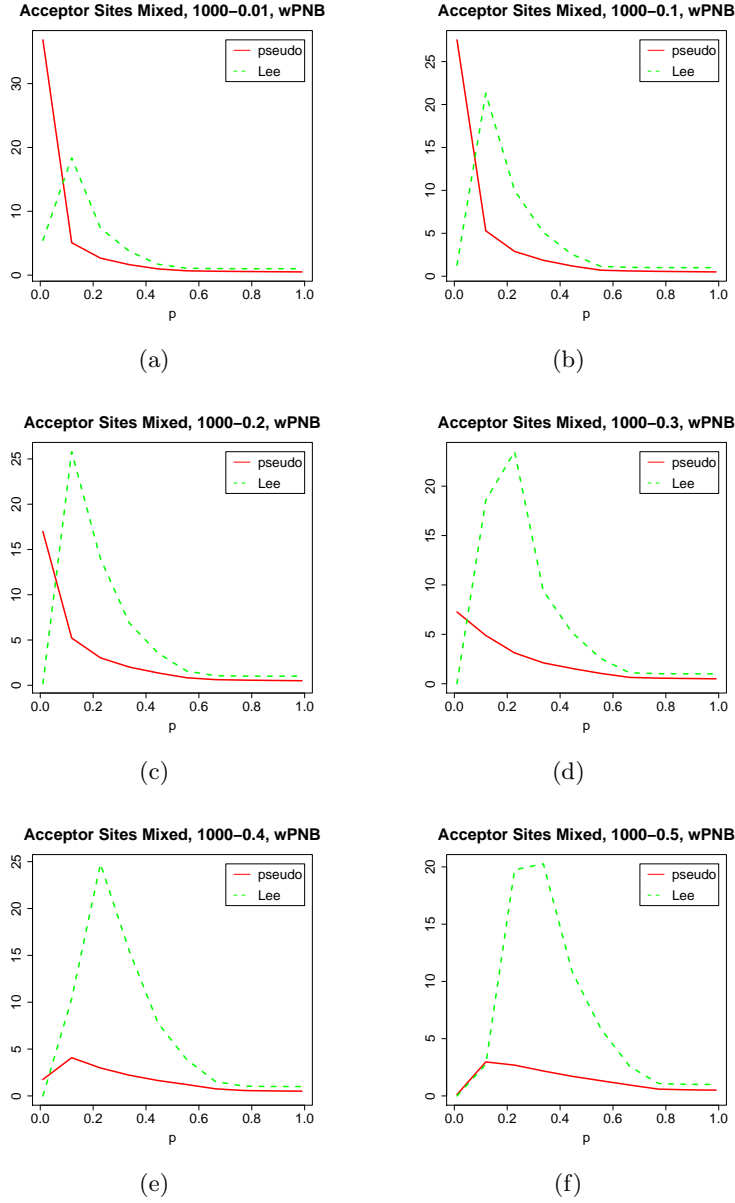 Acceptor Sites Mixed, 1000−0.01, wPNB
pseudo
Lee
0 10 20 30
0.0 0.2 0.4 0.6 0.8 1.0
p
(a)
Acceptor Sites Mixed, 1000−0.1, wPNB
pseudo
Lee
0 5 10 15 20 25
0.0 0.2 0.4 0.6 0.8 1.0
p
(b)
Acceptor Sites Mixed, 1000−0.2, wPNB
pseudo
Lee
0 5 10 15 20 25
0.0 0.2 0.4 0.6 0.8 1.0
p
(c)
Acceptor Sites Mixed, 1000−0.3, wPNB
pseudo
Lee
0 5 10 15 20
0.0 0.2 0.4 0.6 0.8 1.0
p
(d)
Acceptor Sites Mixed, 1000−0.4, wPNB
pseudo
Lee
0 5 10 15 20 25
0.0 0.2 0.4 0.6 0.8 1.0
p
(e)
Acceptor Sites Mixed, 1000−0.5, wPNB
pseudo
Lee
0 5 10 15 20
0.0 0.2 0.4 0.6 0.8 1.0
p
(f)